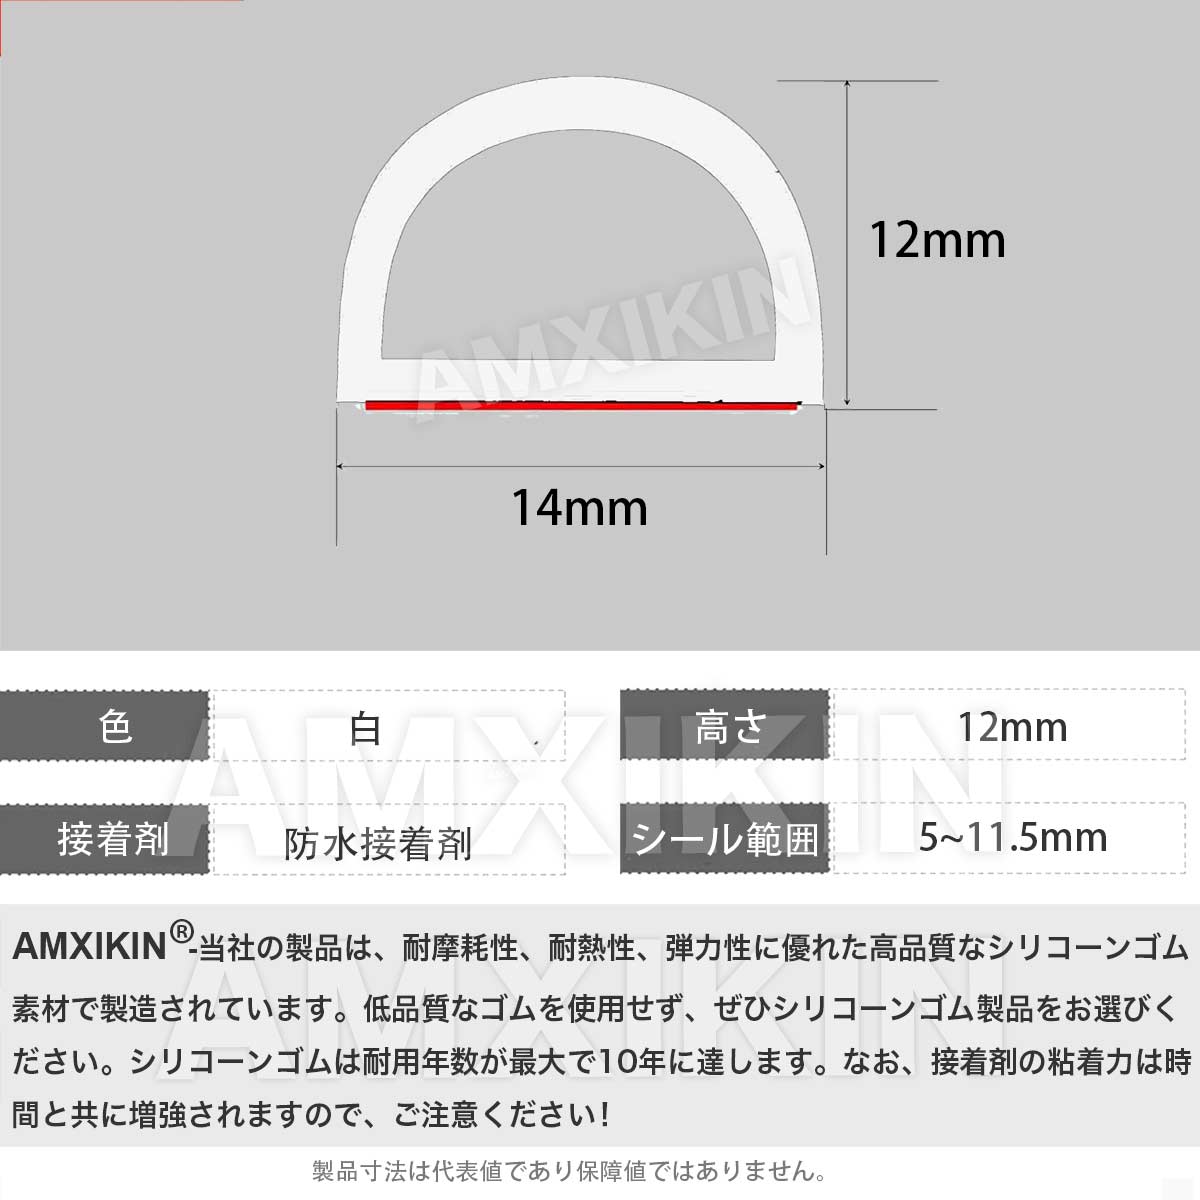 12mm
AMXIKIN
14mm
色 白 高さ 12mm
AMXIKIN
接着剤 防水接着剤 シール範囲 5~11.5mm
AMXIKIN®-当社の製品は、耐摩耗性、耐熱性、弾力性に優れた高品質なシリコーンゴム
素材で製造されています。低品質なゴムを使用せず、ぜひシリコーンゴム製品をお選びく
ださい。シリコーンゴムは耐用年数が最大で10年に達します。なお、接着剤の粘着力は時
間と共に増強されますので、ご注意ください!
AMXIKIN
製品寸法は代表値であり保障値ではありません。